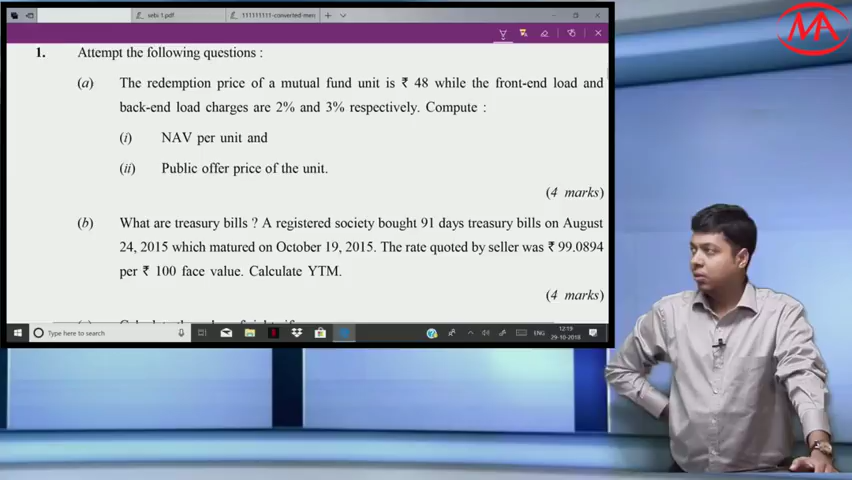 sebi 1.pdf
111111111-converted-mer
MA
1. Attempt the following questions :
(a) The redemption price of a mutual fund unit is ₹ 48 while the front-end load and
back-end load charges are 2% and 3% respectively. Compute :
(i) NAV per unit and
(ii) Public offer price of the unit.
(4 marks)
(b) What are treasury bills ? A registered society bought 91 days treasury bills on August
24, 2015 which matured on October 19, 2015. The rate quoted by seller was ₹ 99.0894
per ₹ 100 face value. Calculate YTM.
(4 marks)
Type here to search
ENG
12:19
29-10-2018